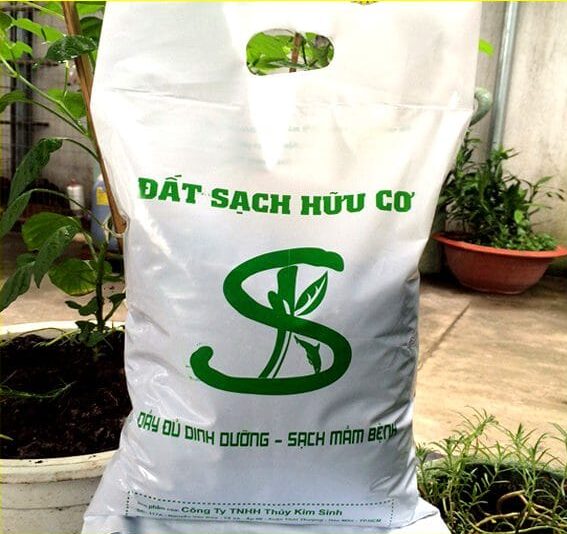 ĐẤT SẠCH HỮU CƠ
ĐẦY ĐỦ DINH DƯỠNG – SẠCH MẦM BỆNH
Công Ty TNHH Thủy Kim Sinh